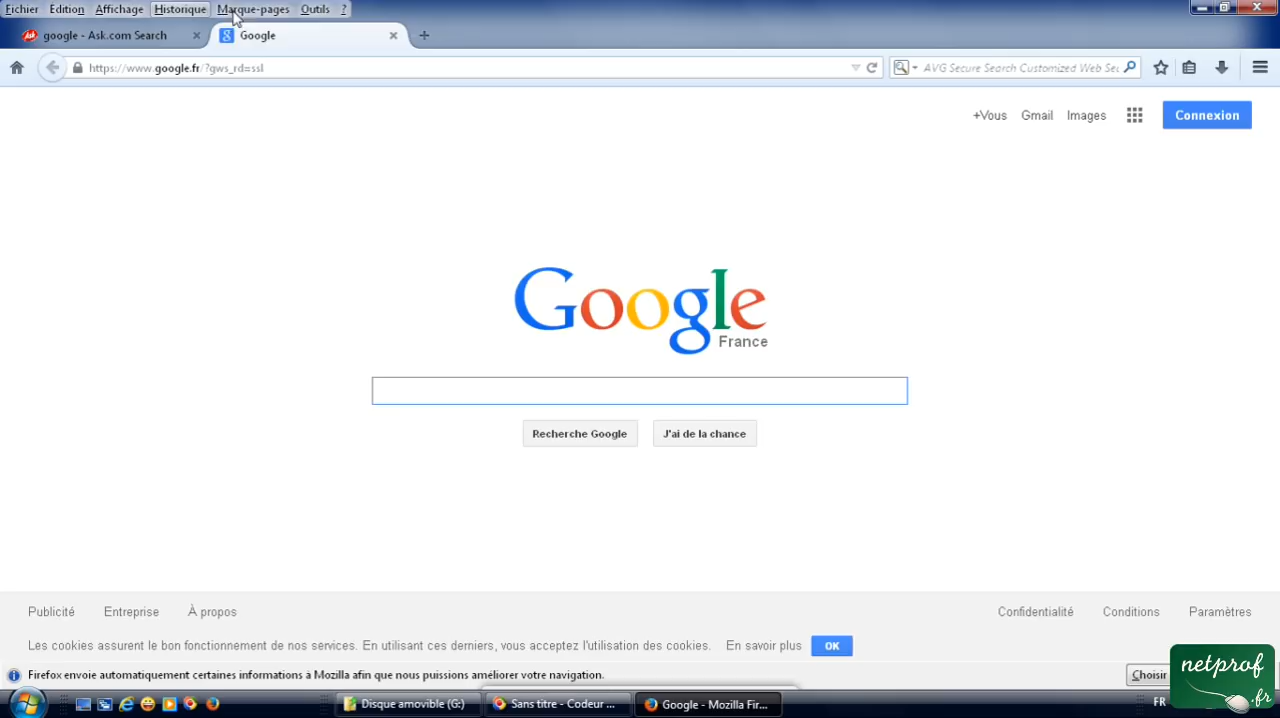 Fichier Édition Affichage Historique Marque-pages Outils ?
google - Ask.com Search Google
https://www.google.fr/?gws_rd=ssl AVG Secure Search Customized Web Se
+Vous Gmail Images Connexion
Google
France
Recherche Google J'ai de la chance
Publicité Entreprise À propos Confidentialité Conditions Paramètres
Les cookies assurent le bon fonctionnement de nos services. En utilisant ces derniers, vous acceptez l'utilisation des cookies. En savoir plus OK
Firefox envoie automatiquement certaines informations à Mozilla afin que nous puissions améliorer votre navigation. Choisir
netprof
.fr
Disque amovible (G:) Sans titre - Codeur ... Google - Mozilla Fir... FR